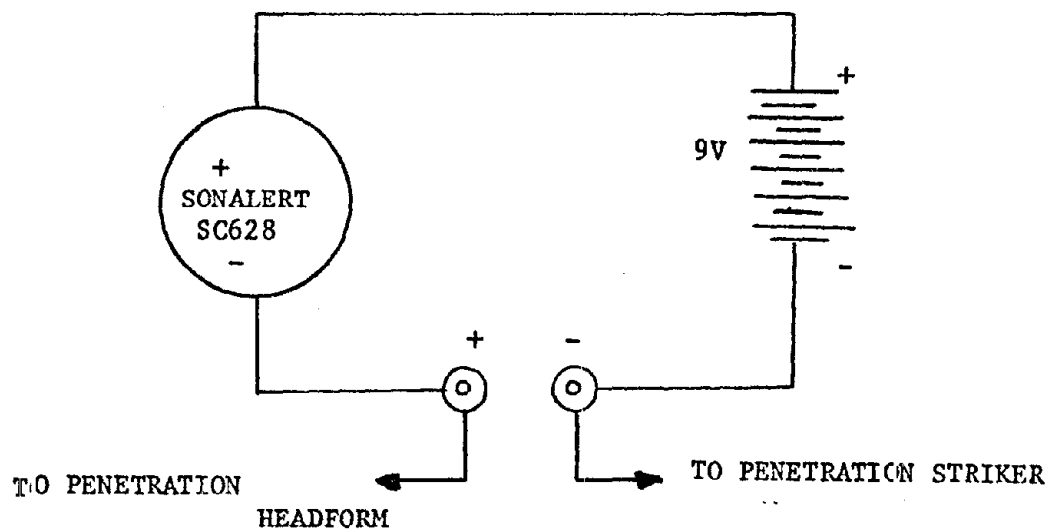 +
9V
+
SONALERT
SC628
-
-
+ -
TO PENETRATION
HEADFORM
TO PENETRATION STRIKER